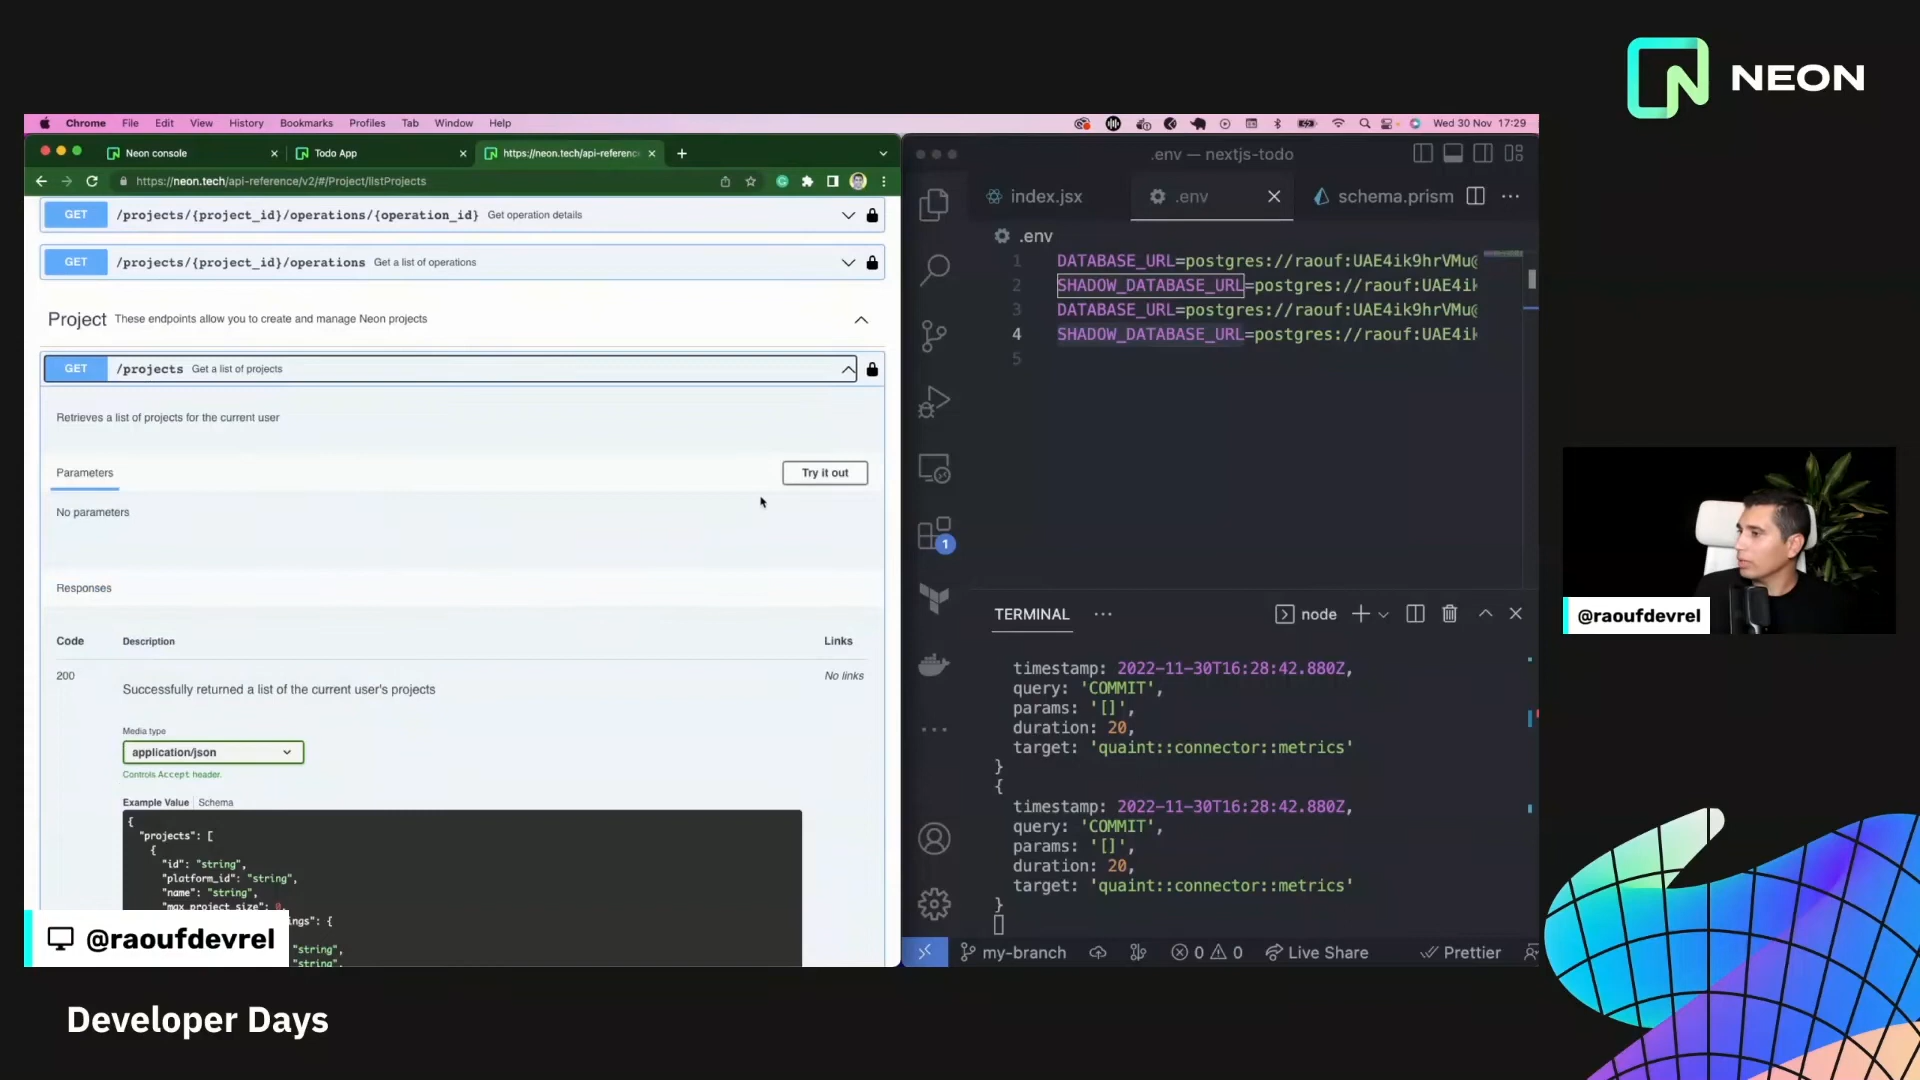 NEON
Chrome File Edit View History Bookmarks Profiles Tab Window Help
Wed 30 Nov 17:29
Neon console
Todo App
https://neon.tech/api-referenc
https://neon.tech/api-reference/v2/#/Project/listProjects
GET /projects/{project_id}/operations/{operation_id} Get operation details
GET /projects/{project_id}/operations Get a list of operations
Project These endpoints allow you to create and manage Neon projects
GET /projects Get a list of projects
Retrieves a list of projects for the current user
Parameters
Try it out
No parameters
Responses
Code Description Links
200
Successfully returned a list of the current user's projects
No links
Media type
application/json
Controls Accept header.
Example Value Schema
{
"projects": [
{
"id": "string",
"platform_id": "string",
"name": "string",
"max_project_size": 0,
ings": {
"string",
"string",
@raoufdevrel
Developer Days
.env — nextjs-todo
index.jsx
.env
schema.prism
.env
1 DATABASE_URL=postgres://raouf:UAE4ik9hrVMu@
2 SHADOW_DATABASE_URL=postgres://raouf:UAE4ik
3 DATABASE_URL=postgres://raouf:UAE4ik9hrVMu@
4 SHADOW_DATABASE_URL=postgres://raouf:UAE4ik
5
1
TERMINAL
node
timestamp: 2022-11-30T16:28:42.880Z,
query: 'COMMIT',
params: '[]',
duration: 20,
target: 'quaint::connector::metrics'
}
{
timestamp: 2022-11-30T16:28:42.880Z,
query: 'COMMIT',
params: '[]',
duration: 20,
target: 'quaint::connector::metrics'
}
my-branch
0 0
Live Share
Prettier
@raoufdevrel